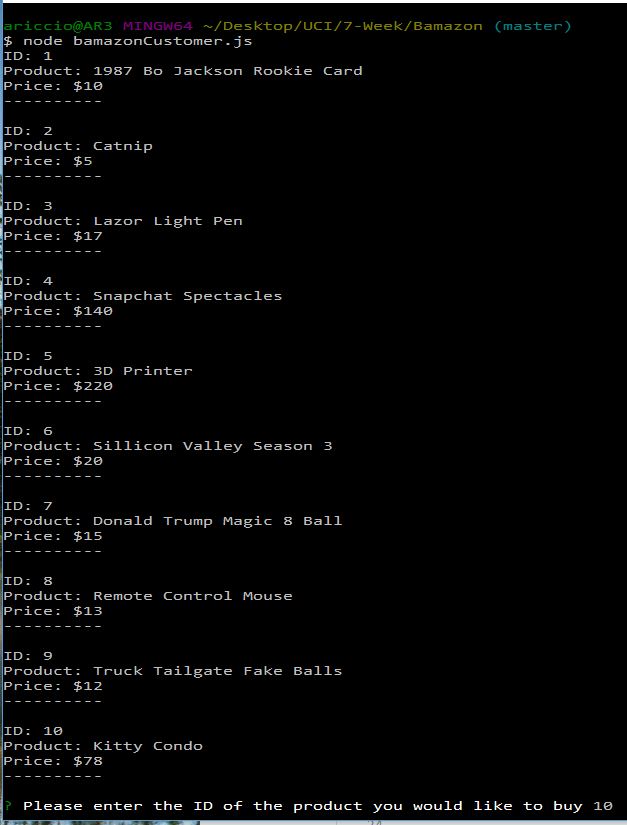 ariccio@AR3 MINGW64 ~/Desktop/UCI/7-Week/Bamazon (master)
$ node bamazonCustomer.js
ID: 1
Product: 1987 Bo Jackson Rookie Card
Price: $10
----------
ID: 2
Product: Catnip
Price: $5
----------
ID: 3
Product: Lazor Light Pen
Price: $17
----------
ID: 4
Product: Snapchat Spectacles
Price: $140
----------
ID: 5
Product: 3D Printer
Price: $220
----------
ID: 6
Product: Sillicon Valley Season 3
Price: $20
----------
ID: 7
Product: Donald Trump Magic 8 Ball
Price: $15
----------
ID: 8
Product: Remote Control Mouse
Price: $13
----------
ID: 9
Product: Truck Tailgate Fake Balls
Price: $12
----------
ID: 10
Product: Kitty Condo
Price: $78
----------
? Please enter the ID of the product you would like to buy 10